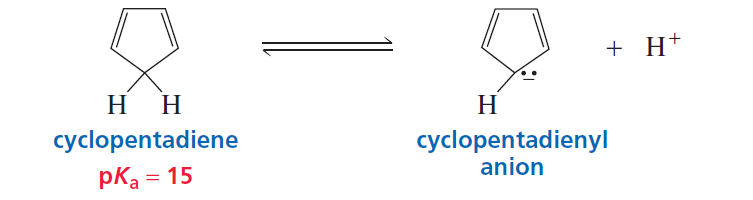 + H⁺
H H
H
cyclopentadiene
cyclopentadienyl
anion
pKₐ = 15